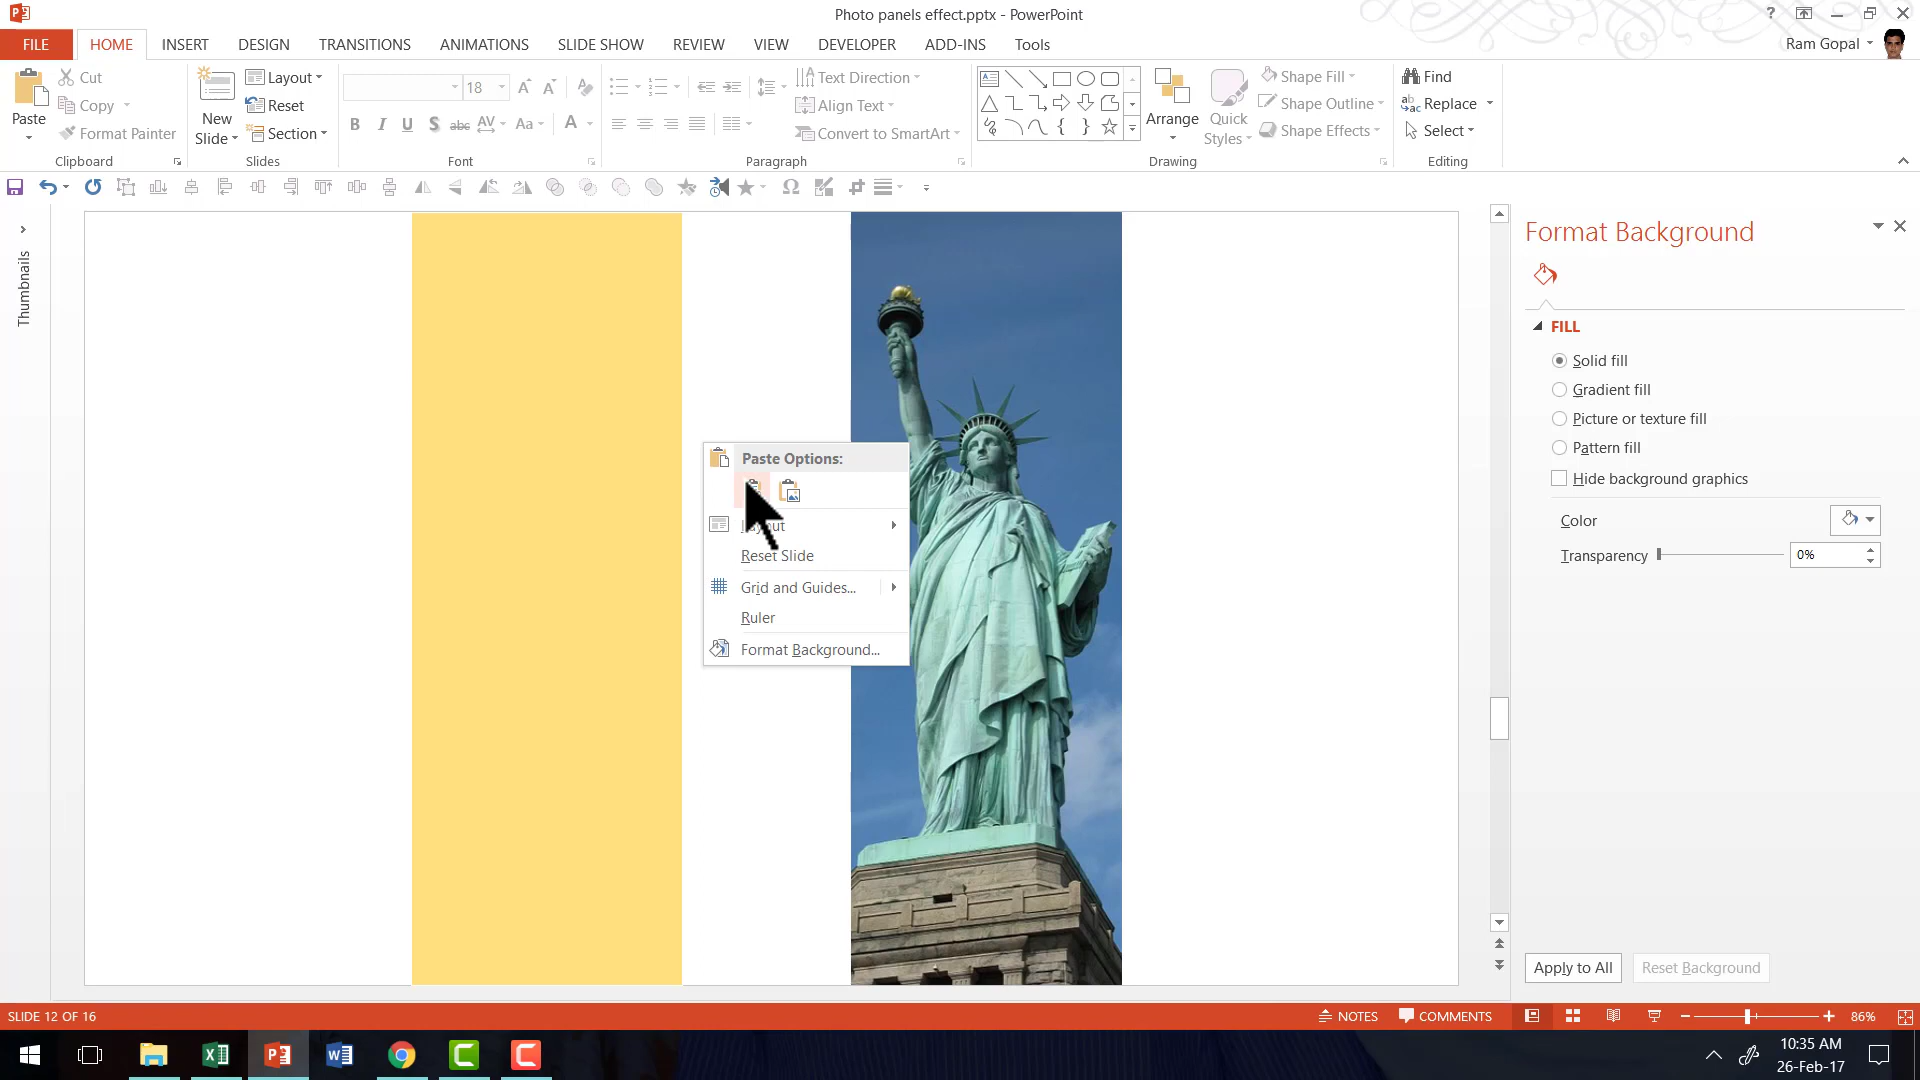 Photo panels effect.pptx - PowerPoint
?
FILE HOME INSERT DESIGN TRANSITIONS ANIMATIONS SLIDE SHOW REVIEW VIEW DEVELOPER ADD-INS Tools
Ram Gopal
Paste
Cut
Copy
Format Painter
Clipboard
New
Slide
Layout
Reset
Section
Slides
18
B I U S abc AV Aa A
Font
Text Direction
Align Text
Convert to SmartArt
Paragraph
Arrange
Quick
Styles
Shape Fill
Shape Outline
Shape Effects
Drawing
Find
Replace
Select
Editing
Thumbnails
Paste Options:
Layout
Reset Slide
Grid and Guides...
Ruler
Format Background...
Format Background
FILL
Solid fill
Gradient fill
Picture or texture fill
Pattern fill
Hide background graphics
Color
Transparency 0%
Apply to All Reset Background
SLIDE 12 OF 16
NOTES COMMENTS 86%
10:35 AM
26-Feb-17